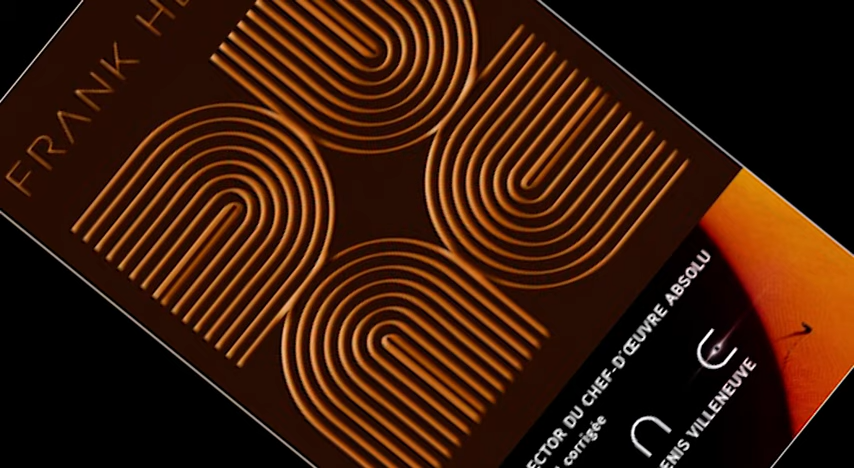 FRANK HE
ECTOR DU CHEF-D'ŒUVRE ABSOLU
corrigée
ENIS VILLENEUVE